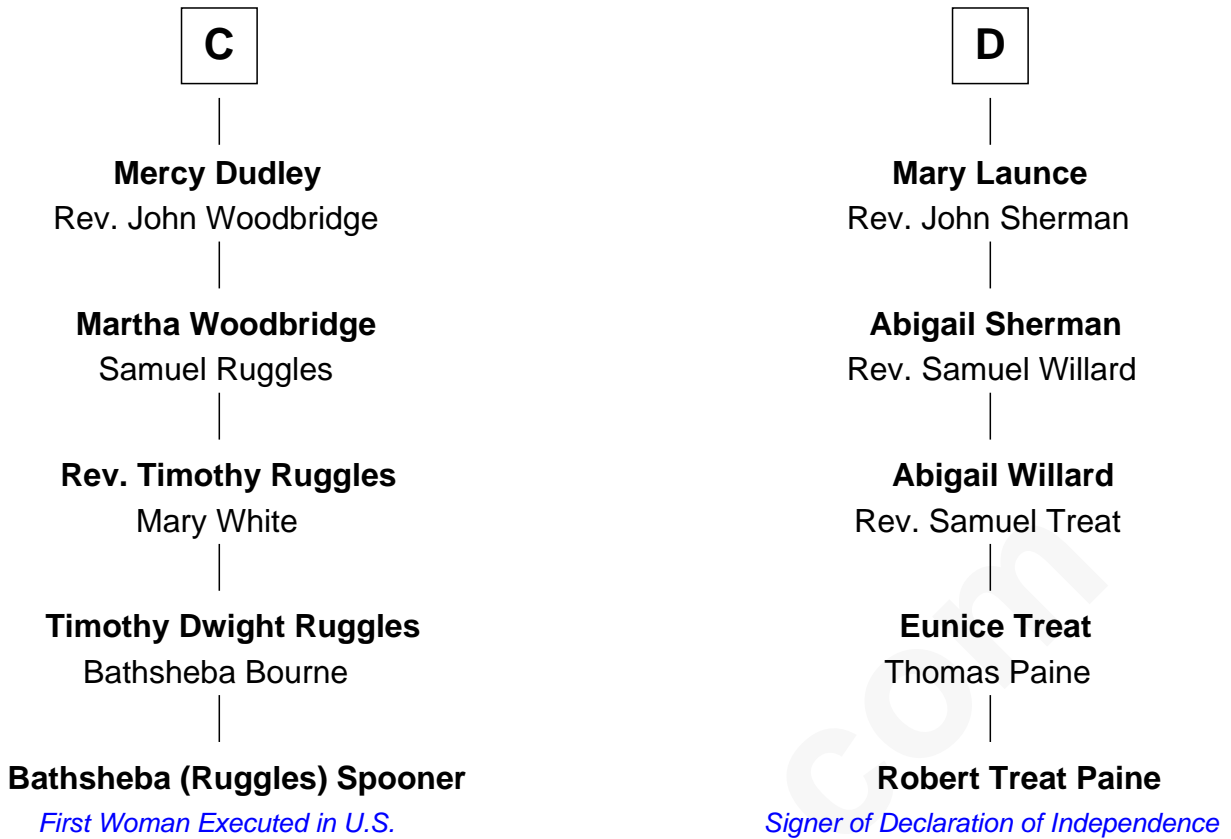 C
Mercy Dudley
Rev. John Woodbridge
Martha Woodbridge
Samuel Ruggles
Rev. Timothy Ruggles
Mary White
Timothy Dwight Ruggles
Bathsheba Bourne
Bathsheba (Ruggles) Spooner
First Woman Executed in U.S.
D
Mary Launce
Rev. John Sherman
Abigail Sherman
Rev. Samuel Willard
Abigail Willard
Rev. Samuel Treat
Eunice Treat
Thomas Paine
Robert Treat Paine
Signer of Declaration of Independence
com